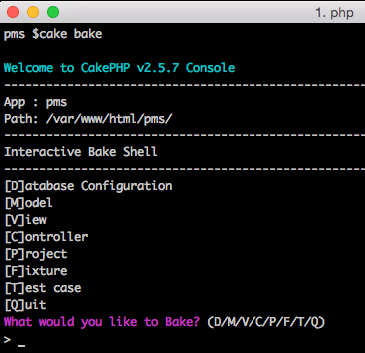 1. php
pms $cake bake
Welcome to CakePHP v2.5.7 Console
---------------------------------------------------------------
App : pms
Path: /var/www/html/pms/
---------------------------------------------------------------
Interactive Bake Shell
---------------------------------------------------------------
[D]atabase Configuration
[M]odel
[V]iew
[C]ontroller
[P]roject
[F]ixture
[T]est case
[Q]uit
What would you like to Bake? (D/M/V/C/P/F/T/Q)
>